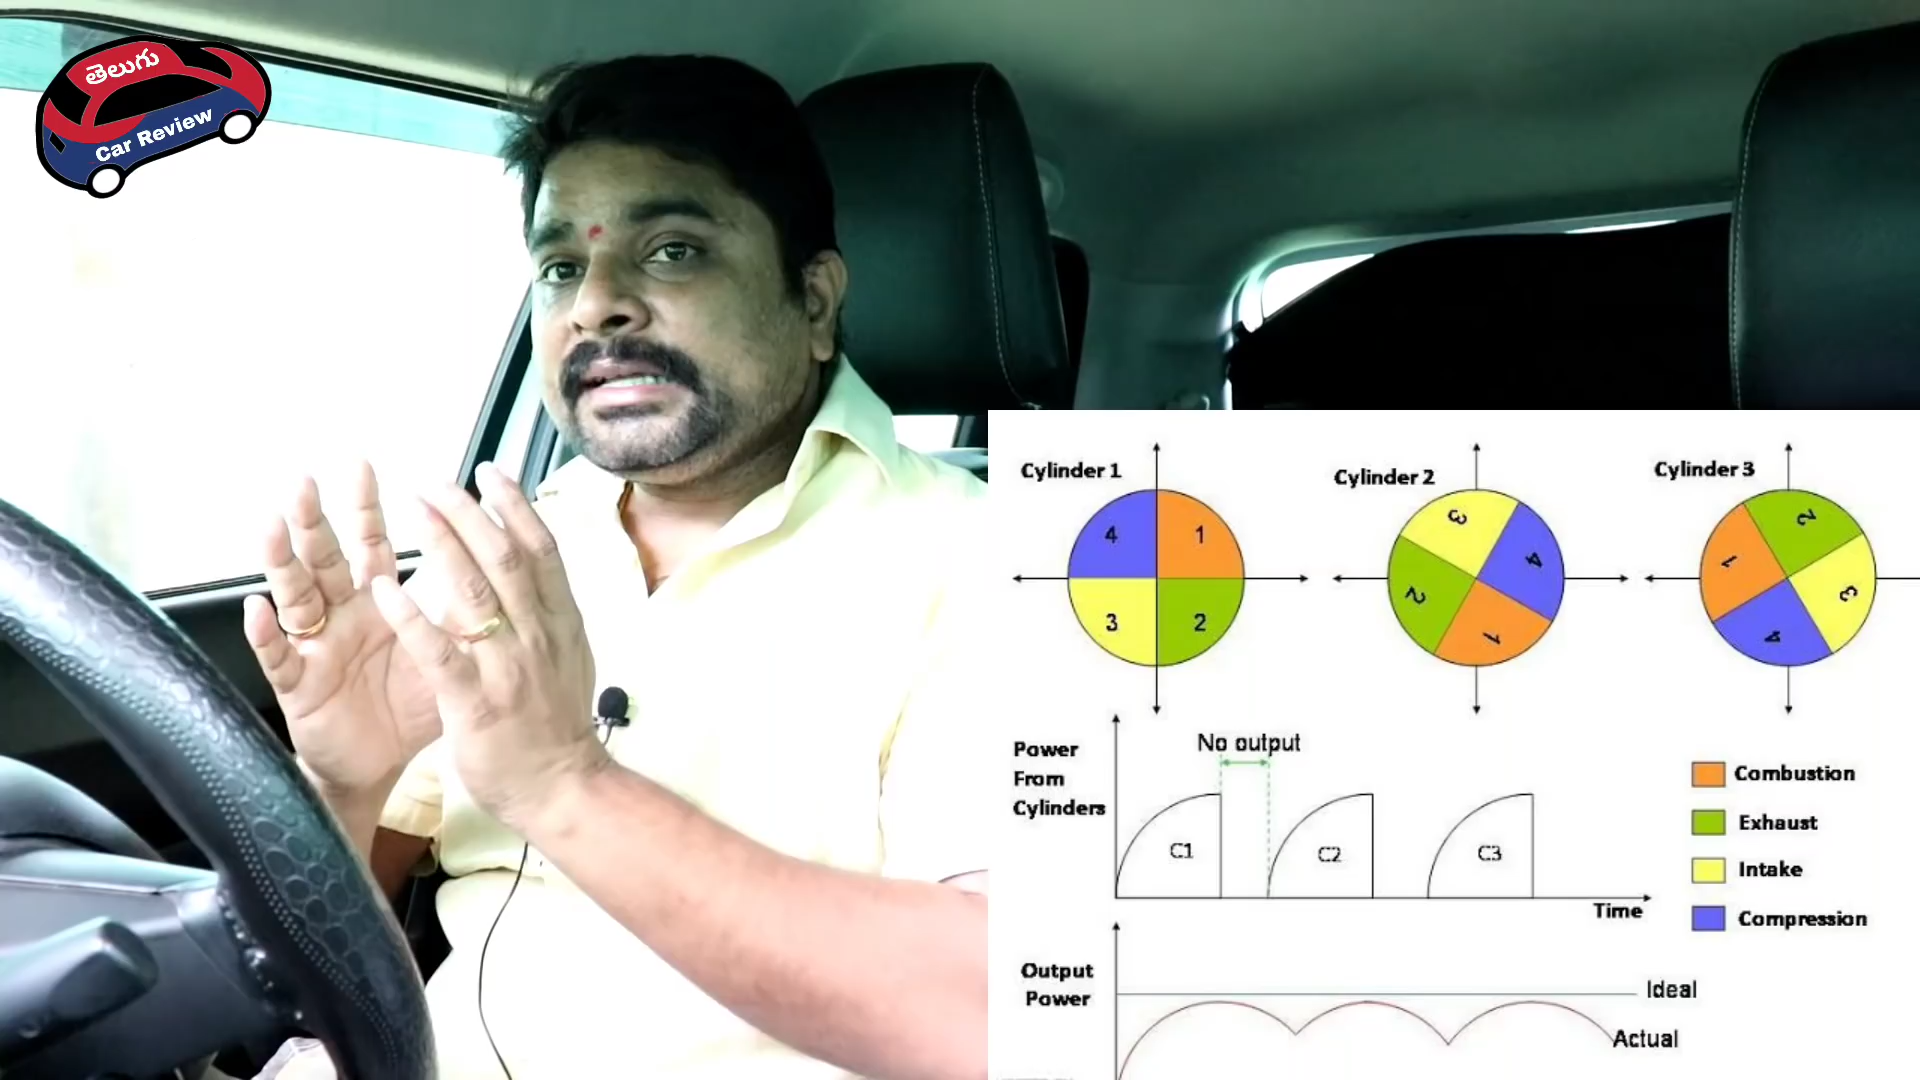 తెలుగు
Car Review
Cylinder 1
Cylinder 2
Cylinder 3
4
1
3
2
3
4
2
1
2
1
3
4
Power
From
Cylinders
No output
C1
C2
C3
Time
Combustion
Exhaust
Intake
Compression
Output
Power
Ideal
Actual